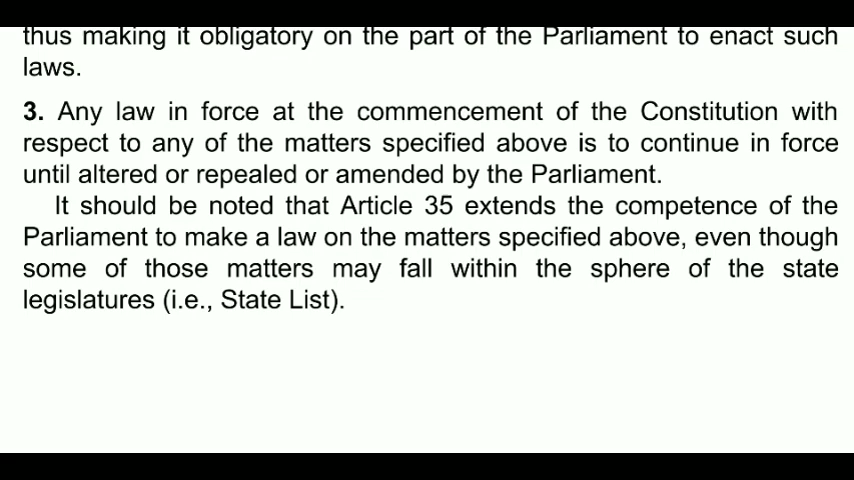 thus making it obligatory on the part of the Parliament to enact such
laws.
3. Any law in force at the commencement of the Constitution with
respect to any of the matters specified above is to continue in force
until altered or repealed or amended by the Parliament.
It should be noted that Article 35 extends the competence of the
Parliament to make a law on the matters specified above, even though
some of those matters may fall within the sphere of the state
legislatures (i.e., State List).